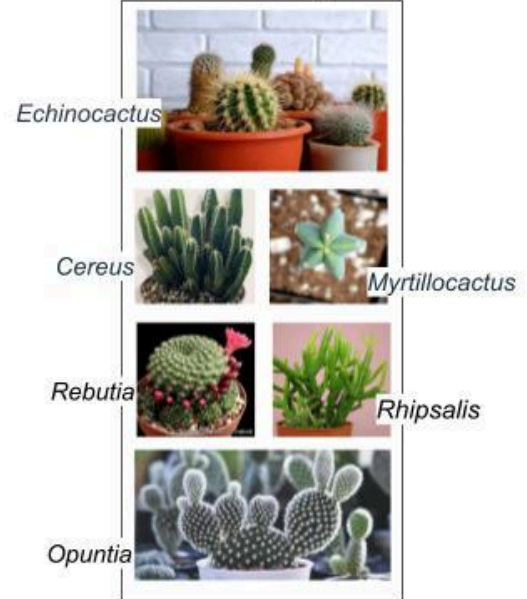 Echinocactus
Cereus
Myrtillocactus
Rebutia
Rhipsalis
Opuntia